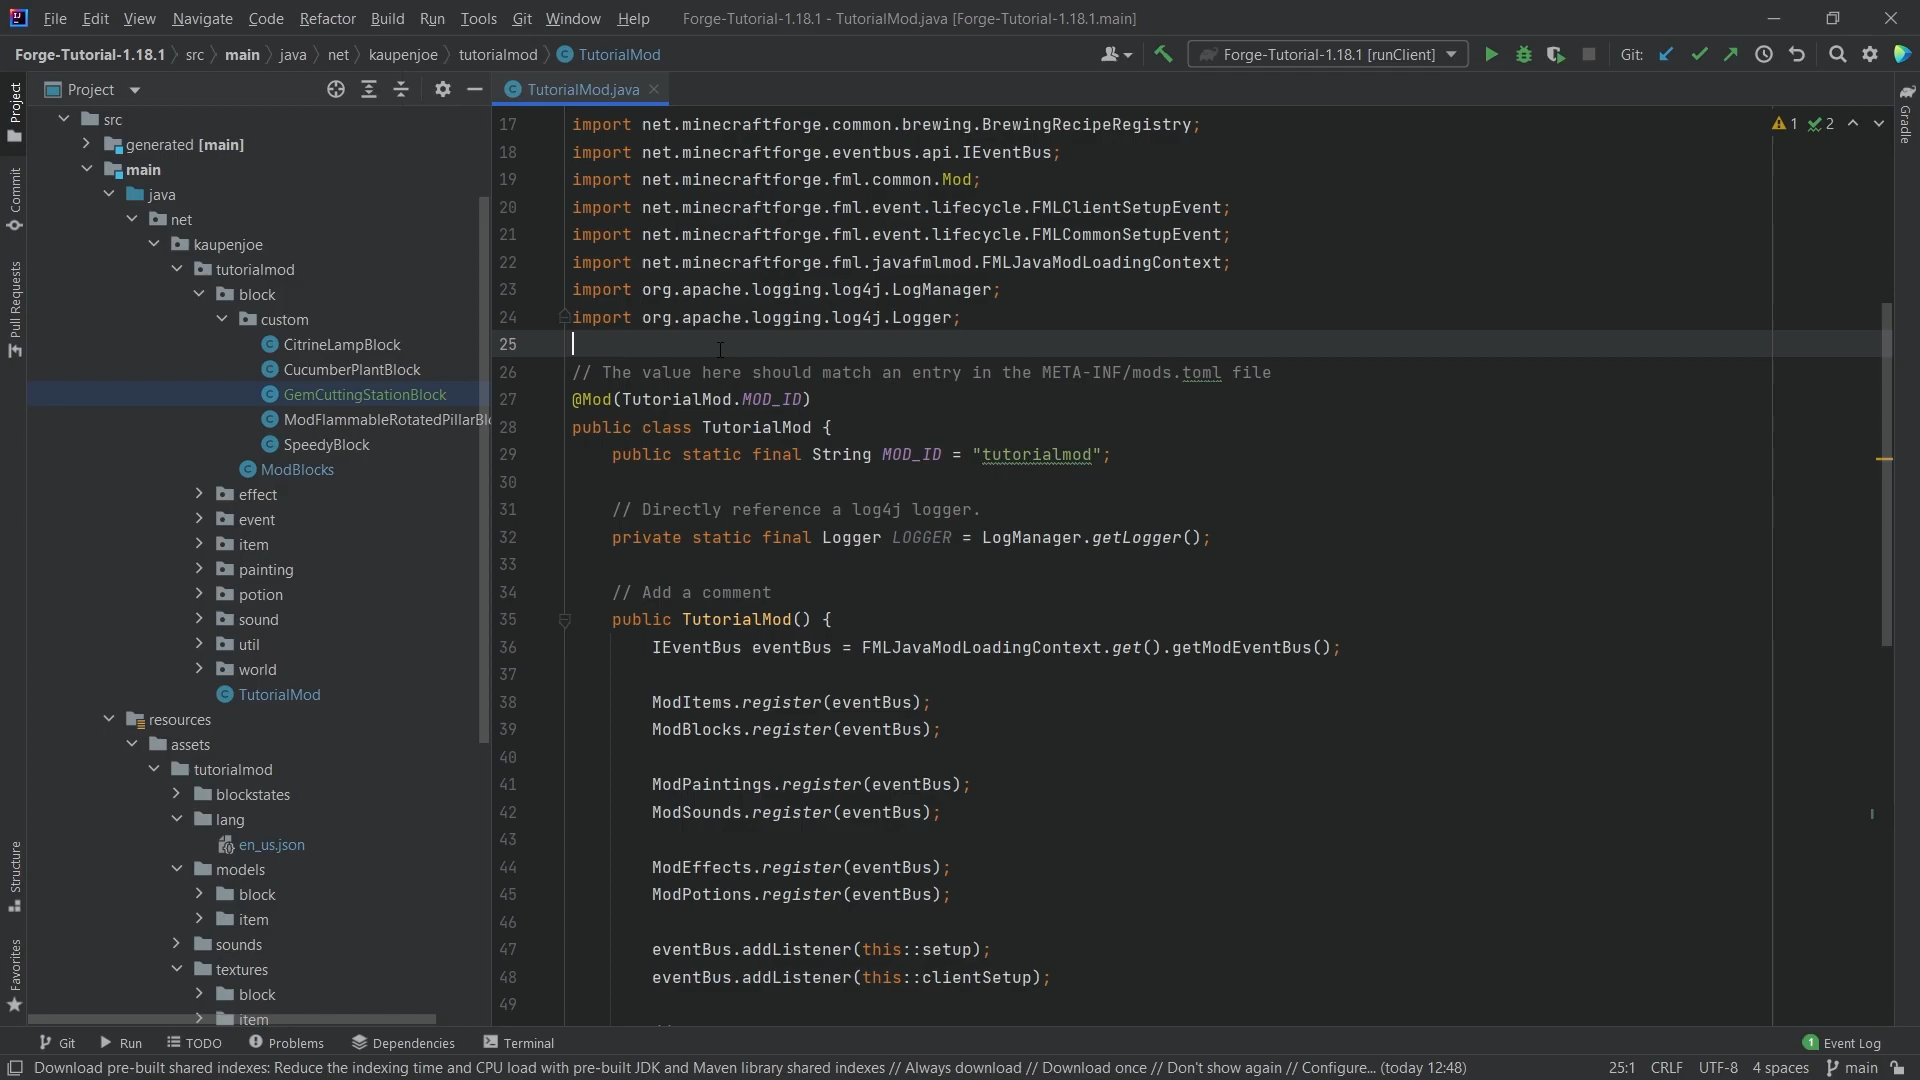 File Edit View Navigate Code Refactor Build Run Tools Git Window Help Forge-Tutorial-1.18.1 - TutorialMod.java [Forge-Tutorial-1.18.1.main]
Forge-Tutorial-1.18.1 src main java net kaupenjoe tutorialmod TutorialMod Forge-Tutorial-1.18.1 [runClient] Git:
Project
Commit
Pull Requests
Structure
Favorites
Project
src
generated [main]
main
java
net
kaupenjoe
tutorialmod
block
custom
CitrineLampBlock
CucumberPlantBlock
GemCuttingStationBlock
ModFlammableRotatedPillarBl
SpeedyBlock
ModBlocks
effect
event
item
painting
potion
sound
util
world
TutorialMod
resources
assets
tutorialmod
blockstates
lang
en_us.json
models
block
item
sounds
textures
block
item
TutorialMod.java
1 2
17 import net.minecraftforge.common.brewing.BrewingRecipeRegistry;
18 import net.minecraftforge.eventbus.api.IEventBus;
19 import net.minecraftforge.fml.common.Mod;
20 import net.minecraftforge.fml.event.lifecycle.FMLClientSetupEvent;
21 import net.minecraftforge.fml.event.lifecycle.FMLCommonSetupEvent;
22 import net.minecraftforge.fml.javafmlmod.FMLJavaModLoadingContext;
23 import org.apache.logging.log4j.LogManager;
24 import org.apache.logging.log4j.Logger;
25
26 // The value here should match an entry in the META-INF/mods.toml file
27 @Mod(TutorialMod.MOD_ID)
28 public class TutorialMod {
29 public static final String MOD_ID = "tutorialmod";
30
31 // Directly reference a log4j logger.
32 private static final Logger LOGGER = LogManager.getLogger();
33
34 // Add a comment
35 public TutorialMod() {
36 IEventBus eventBus = FMLJavaModLoadingContext.get().getModEventBus();
37
38 ModItems.register(eventBus);
39 ModBlocks.register(eventBus);
40
41 ModPaintings.register(eventBus);
42 ModSounds.register(eventBus);
43
44 ModEffects.register(eventBus);
45 ModPotions.register(eventBus);
46
47 eventBus.addListener(this::setup);
48 eventBus.addListener(this::clientSetup);
49
Gradle
Git Run TODO Problems Dependencies Terminal 1 Event Log
Download pre-built shared indexes: Reduce the indexing time and CPU load with pre-built JDK and Maven library shared indexes // Always download // Download once // Don't show again // Configure... (today 12:48) 25:1 CRLF UTF-8 4 spaces main